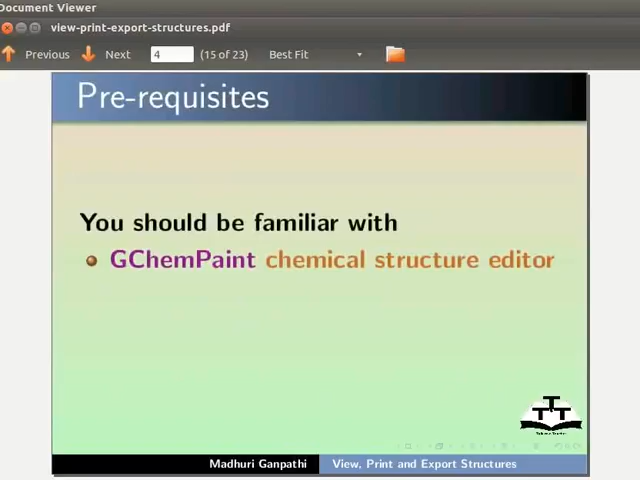 Document Viewer
view-print-export-structures.pdf
Previous Next 4 (15 of 23) Best Fit
Pre-requisites
You should be familiar with
GChemPaint chemical structure editor
Madhuri Ganpathi View, Print and Export Structures